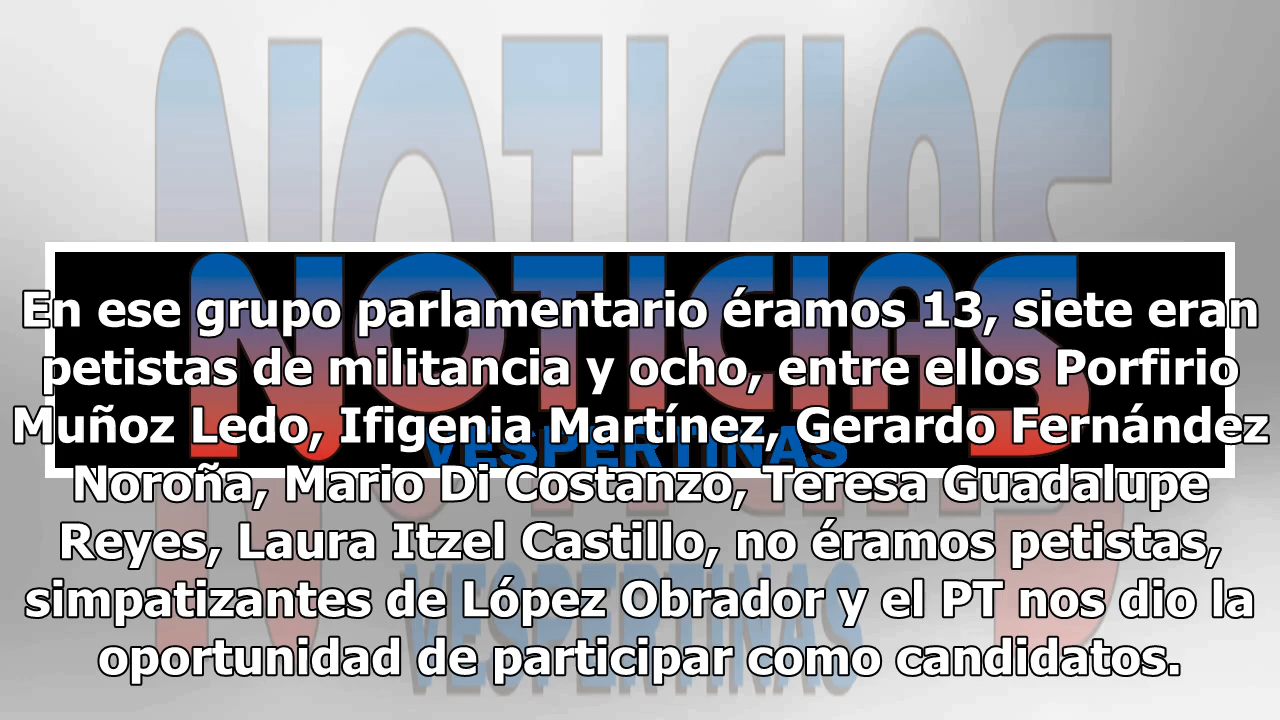 NOTICIAS
NOTICIAS
En ese grupo parlamentario éramos 13, siete eran
petistas de militancia y ocho, entre ellos Porfirio
Muñoz Ledo, Ifigenia Martínez, Gerardo Fernández
VESPERTINAS
Noroña, Mario Di Costanzo, Teresa Guadalupe
Reyes, Laura Itzel Castillo, no éramos petistas,
simpatizantes de López Obrador y el PT nos dio la
VESPERTINAS
oportunidad de participar como candidatos.